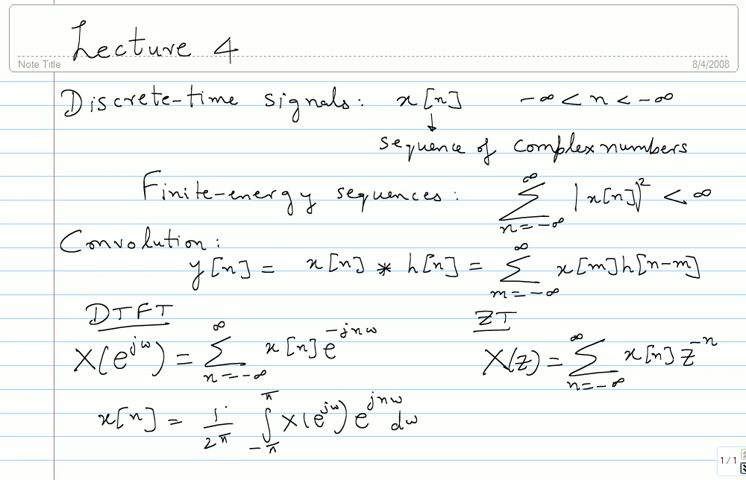 Lecture 4
Note Title 8/4/2008
Discrete-time signals: x[n] -∞ < n < -∞
↓
sequence of complex numbers
Finite-energy sequences: ∑_{n=-∞}^{∞} |x[n]|² < ∞
Convolution:
y[n] = x[n] * h[n] = ∑_{m=-∞}^{∞} x[m] h[n-m]
DTFT ZT
X(e^{jω}) = ∑_{n=-∞}^{∞} x[n] e^{-jnω} X(z) = ∑_{n=-∞}^{∞} x[n] z^{-n}
x[n] = 1/2π ∫_{-π}^{π} X(e^{jω}) e^{jnω} dω
1/1